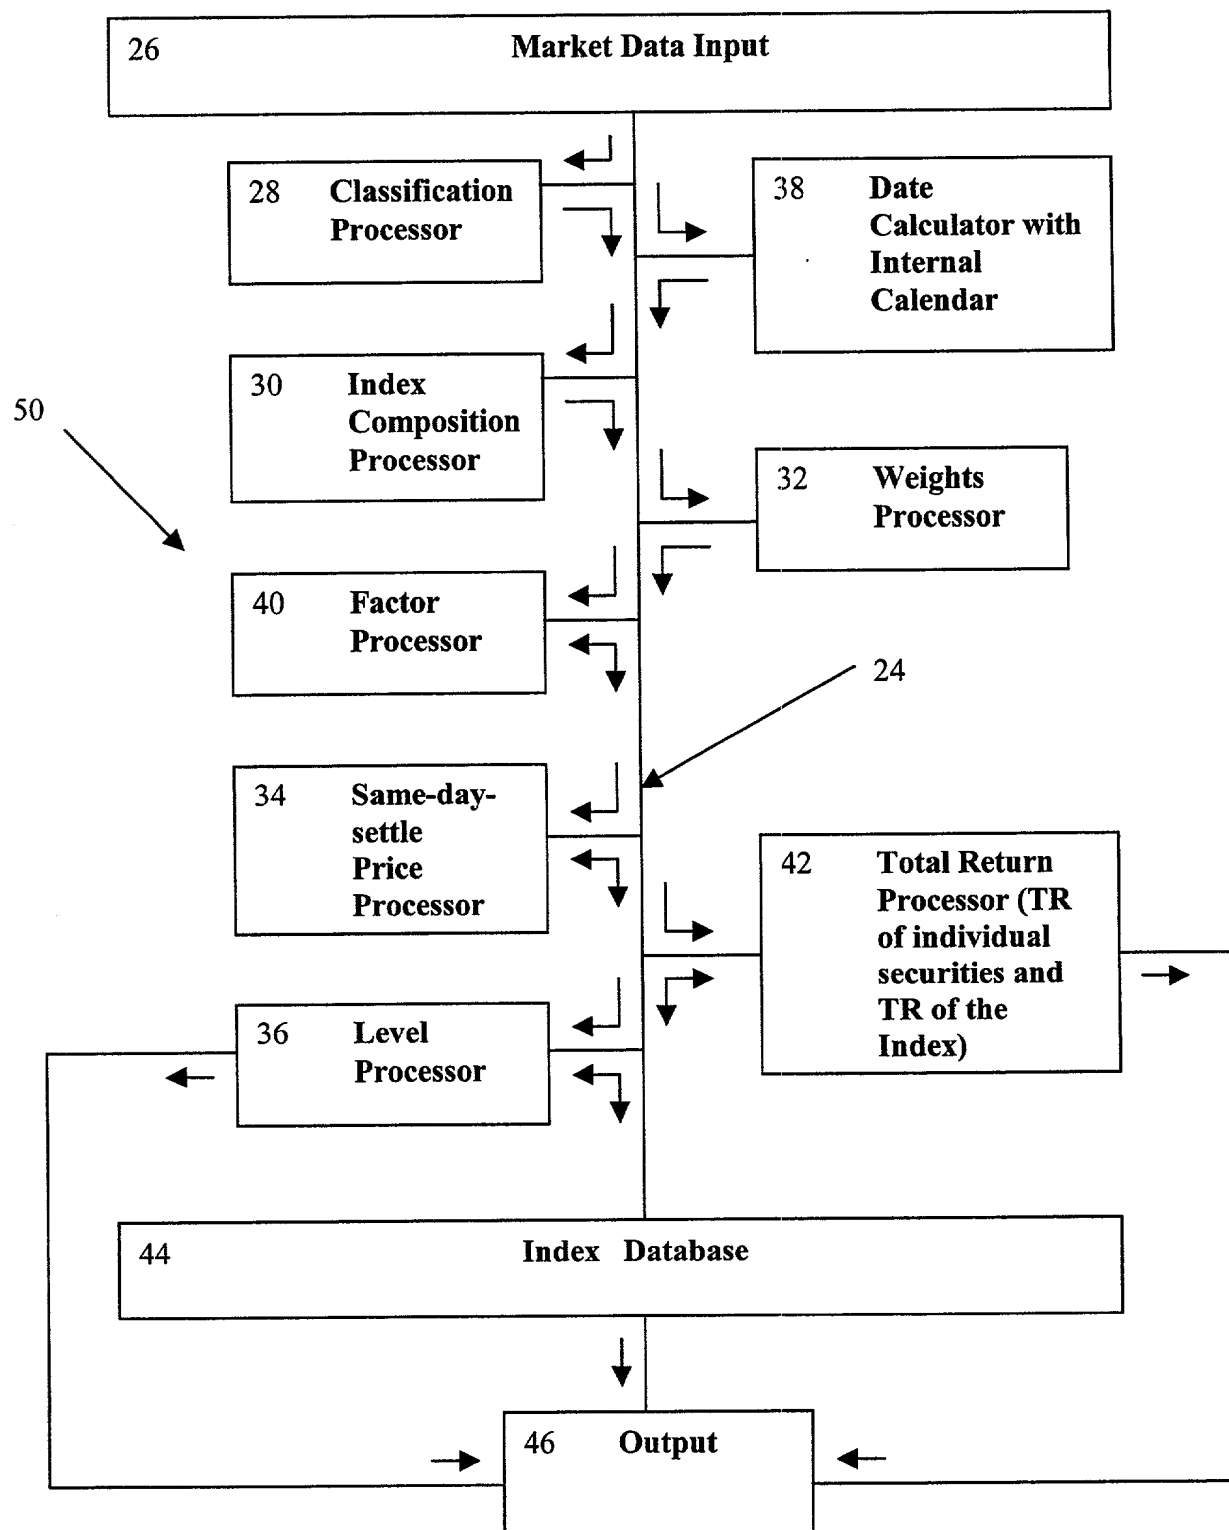 26 Market Data Input
28 Classification
Processor
38 Date
Calculator with
Internal
Calendar
30 Index
Composition
Processor
50
32 Weights
Processor
40 Factor
Processor
24
34 Same-day-
settle
Price
Processor
42 Total Return
Processor (TR
of individual
securities and
TR of the
Index)
36 Level
Processor
44 Index Database
46 Output